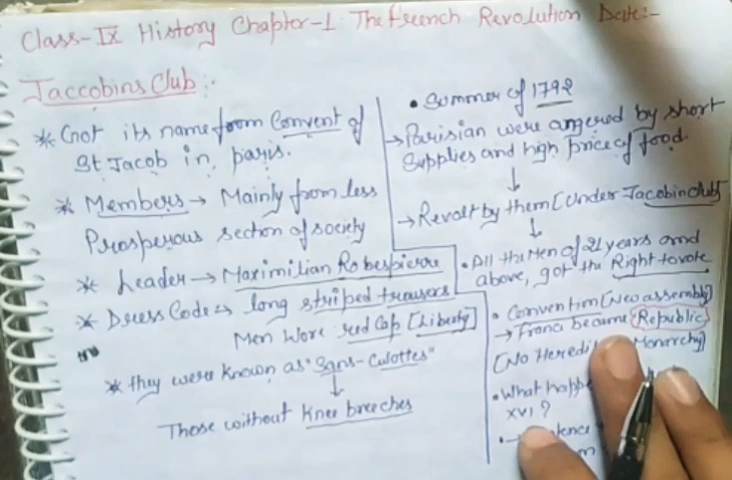 Class-IX History Chapter-1 The French Revolution Date:-
Jaccobins Club:-
* Got its name from Convent of
St Jacob in, paris.
* Members → Mainly from less
Prosperous section of society
* Leader → Maximilian Robespierre
* Dress Code → long striped trousers
Men Wore red Cap [Liberty]
* they were known as "Sans-Culottes"
Those without Knee breeches
• Summer of 1792
→ Parisian were angered by short
Supplies and high price of food.
→ Revolt by them [Under Jacobin club]
• All the Men of 21 years and
above, got the Right to vote
• Convention [New assembly]
→ Franci became Republic
[No Monarchy]
• What
XVI?